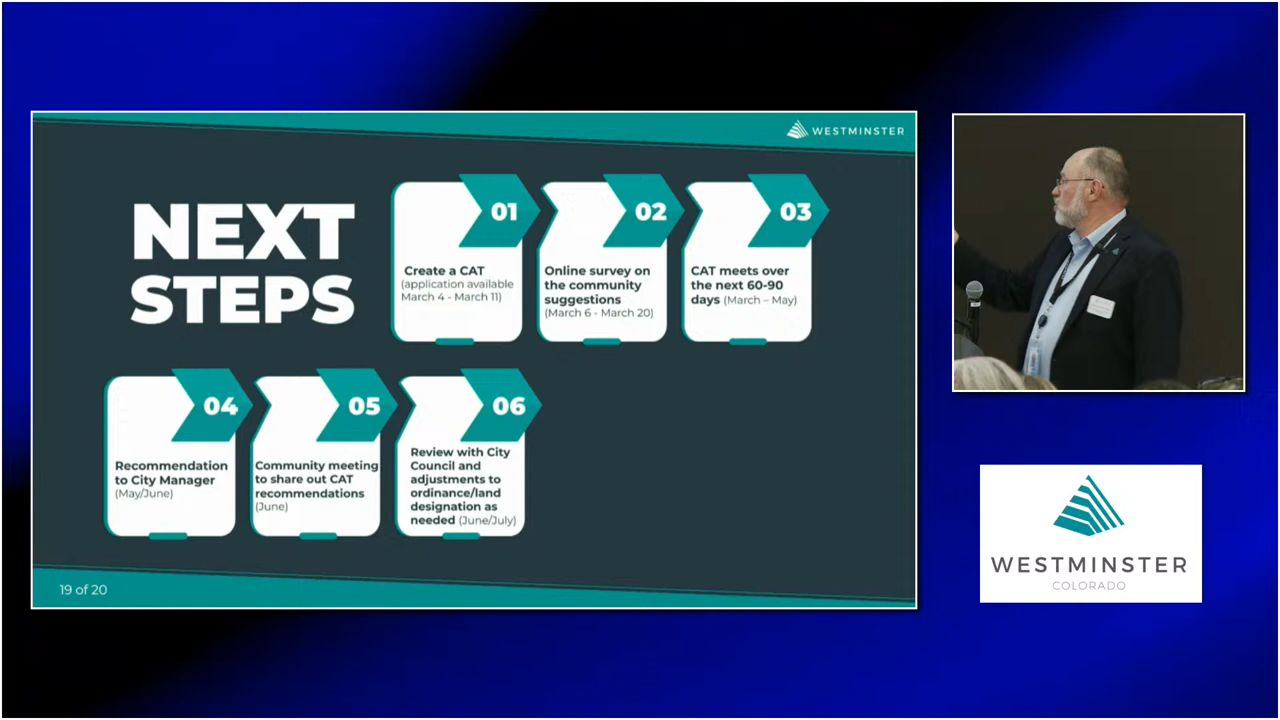 WESTMINSTER
NEXT
STEPS
01
Create a CAT
(application available
March 4 - March 11)
02
Online survey on
the community
suggestions
(March 6 - March 20)
03
CAT meets over
the next 60-90
days (March – May)
04
Recommendation
to City Manager
(May/June)
05
Community meeting
to share out CAT
recommendations
(June)
06
Review with City
Council and
adjustments to
ordinance/land
designation as
needed (June/July)
19 of 20
WESTMINSTER
COLORADO